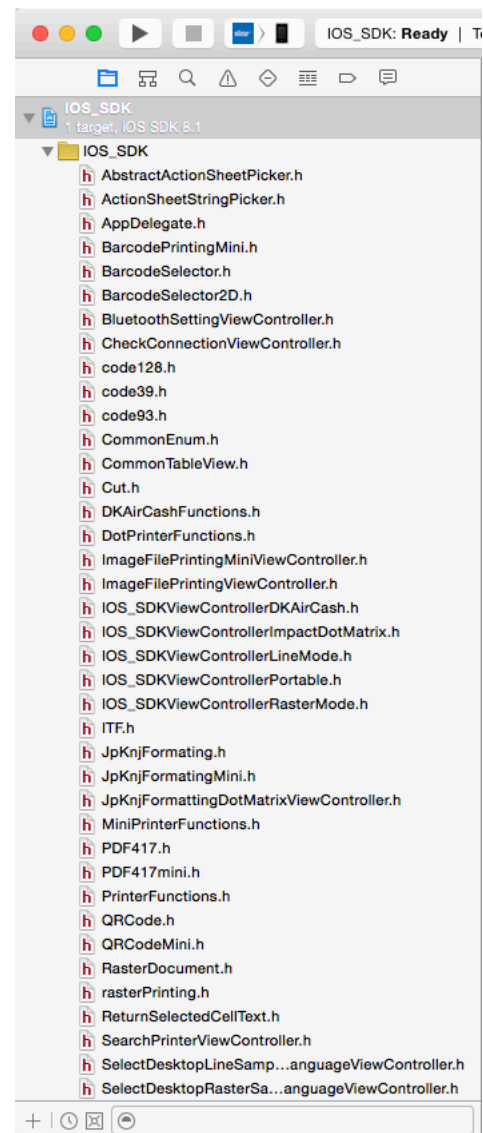 star
IOS_SDK: Ready | T
IOS_SDK
1 target, iOS SDK 8.1
IOS_SDK
h AbstractActionSheetPicker.h
h ActionSheetStringPicker.h
h AppDelegate.h
h BarcodePrintingMini.h
h BarcodeSelector.h
h BarcodeSelector2D.h
h BluetoothSettingViewController.h
h CheckConnectionViewController.h
h code128.h
h code39.h
h code93.h
h CommonEnum.h
h CommonTableView.h
h Cut.h
h DKAirCashFunctions.h
h DotPrinterFunctions.h
h ImageFilePrintingMiniViewController.h
h ImageFilePrintingViewController.h
h IOS_SDKViewControllerDKAirCash.h
h IOS_SDKViewControllerImpactDotMatrix.h
h IOS_SDKViewControllerLineMode.h
h IOS_SDKViewControllerPortable.h
h IOS_SDKViewControllerRasterMode.h
h ITF.h
h JpKnjFormating.h
h JpKnjFormatingMini.h
h JpKnjFormattingDotMatrixViewController.h
h MiniPrinterFunctions.h
h PDF417.h
h PDF417mini.h
h PrinterFunctions.h
h QRCode.h
h QRCodeMini.h
h RasterDocument.h
h rasterPrinting.h
h ReturnSelectedCellText.h
h SearchPrinterViewController.h
h SelectDesktopLineSamp...anguageViewController.h
h SelectDesktopRasterSa...anguageViewController.h